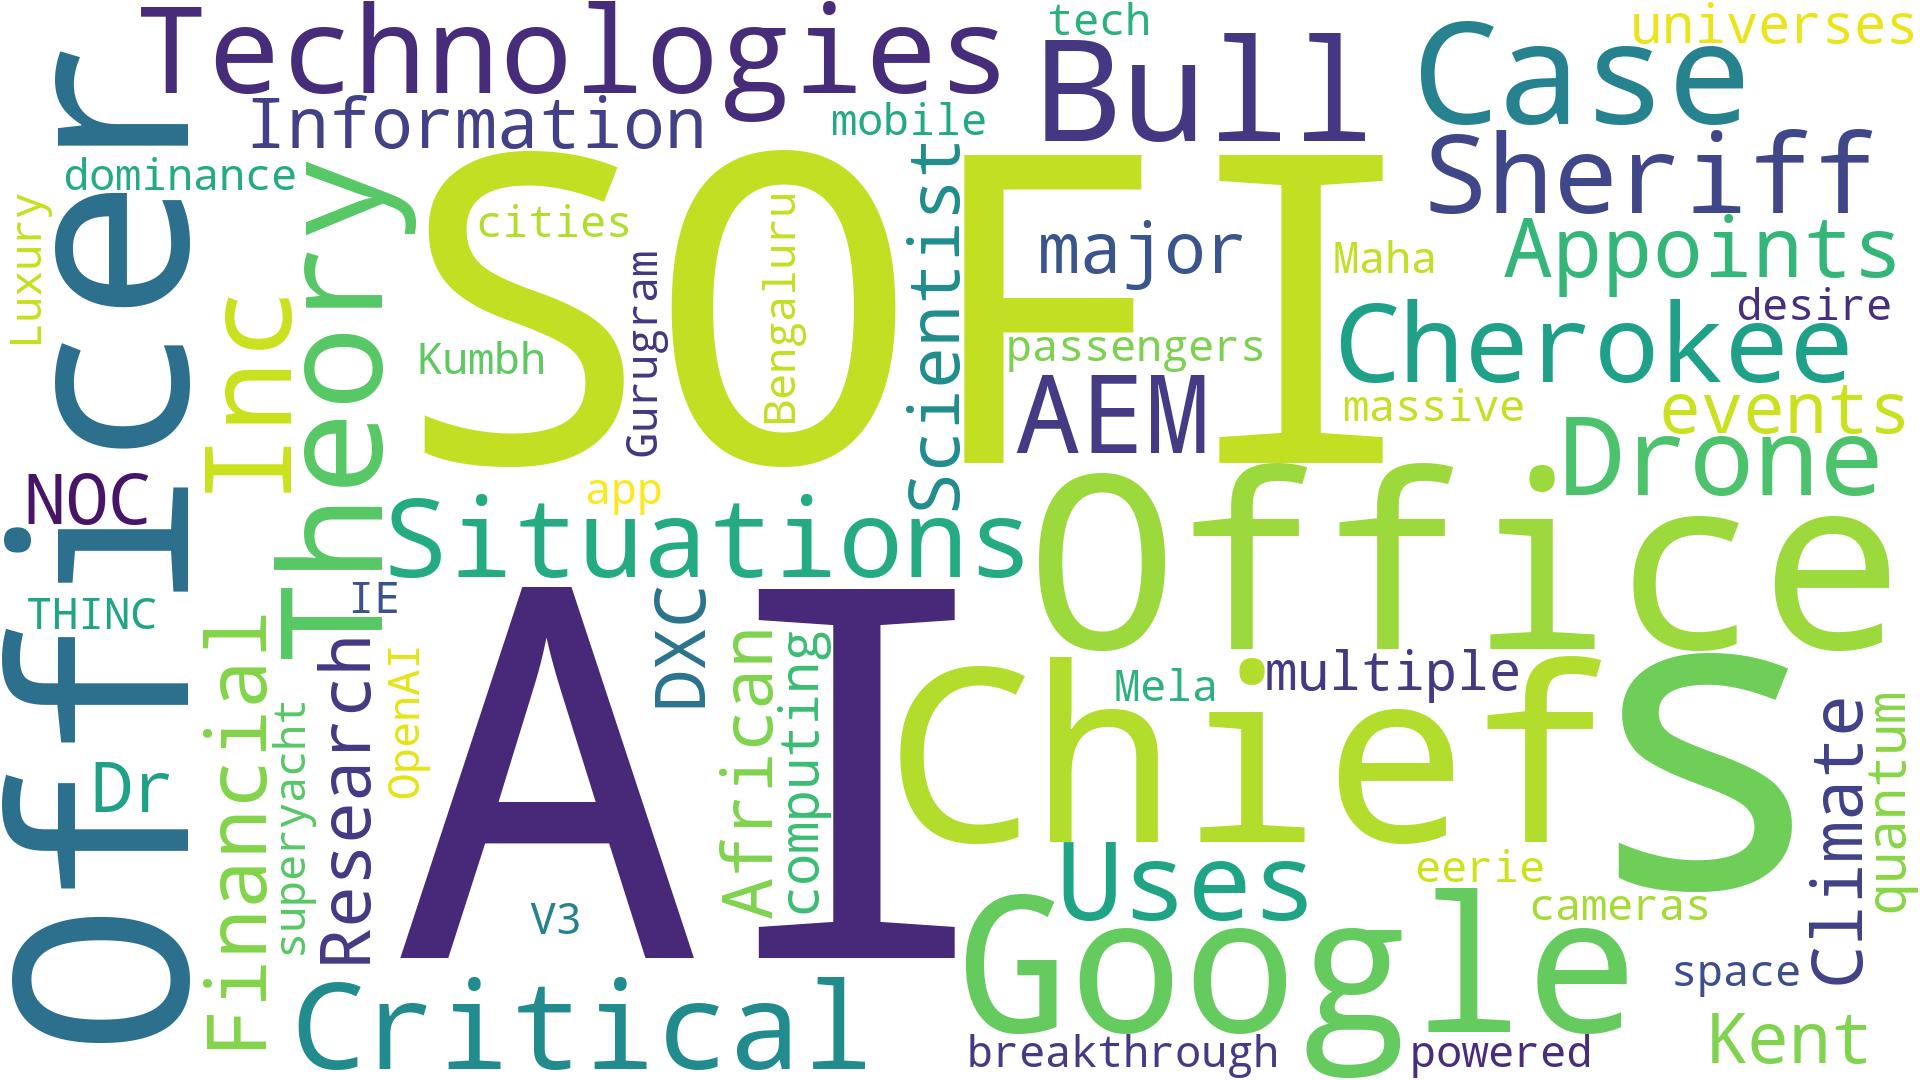 Technologies
tech
universes
Bull
Case
Information
mobile
Sheriff
dominance
Officer
Luxury
Theory
Inc
SOFI
cities
Gurugram
Bengaluru
Scientist
major
Maha
Appoints
desire
Kumbh
passengers
Cherokee
AEM
massive
events
NOC
app
Drone
Situations
Office
THINC
IE
DXC
AI
Financial
superyacht
Research
OpenAI
African
computing
Mela
multiple
Chief
S
Climate
quantum
Dr
V3
Uses
eerie
cameras
Google
space
Critical
breakthrough
powered
Kent